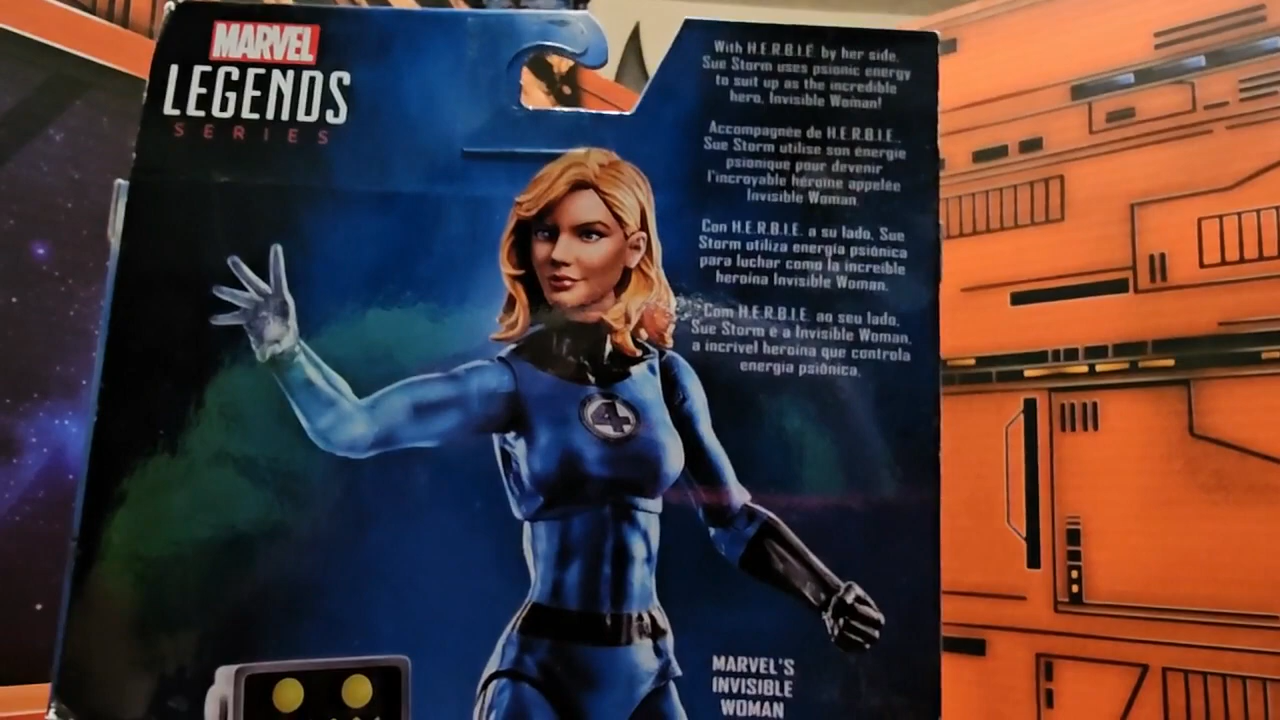 MARVEL
LEGENDS
SERIES
With H.E.R.B.I.E. by her side,
Sue Storm uses psionic energy
to suit up as the incredible
hero, Invisible Woman!
Accompagnée de H.E.R.B.I.E.,
Sue Storm utilise son énergie
psionique pour devenir
l'incroyable héroïne appelée
Invisible Woman.
Con H.E.R.B.I.E. a su lado, Sue
Storm utiliza energía psiónica
para luchar como la increíble
heroína Invisible Woman.
Com H.E.R.B.I.E. ao seu lado,
Sue Storm é a Invisible Woman,
a incrível heroína que controla
energia psiônica.
4
MARVEL'S
INVISIBLE
WOMAN